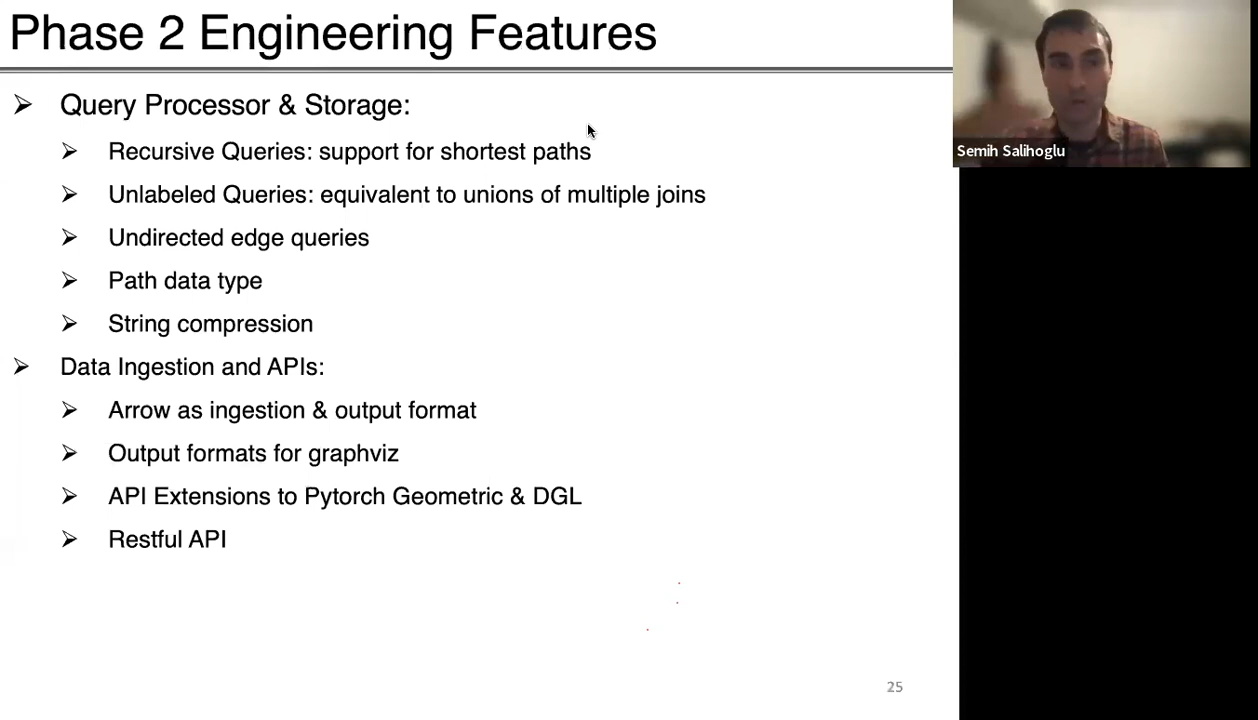 Phase 2 Engineering Features
Semih Salihoglu
➢ Query Processor & Storage:
➢ Recursive Queries: support for shortest paths
➢ Unlabeled Queries: equivalent to unions of multiple joins
➢ Undirected edge queries
➢ Path data type
➢ String compression
➢ Data Ingestion and APIs:
➢ Arrow as ingestion & output format
➢ Output formats for graphviz
➢ API Extensions to Pytorch Geometric & DGL
➢ Restful API
25